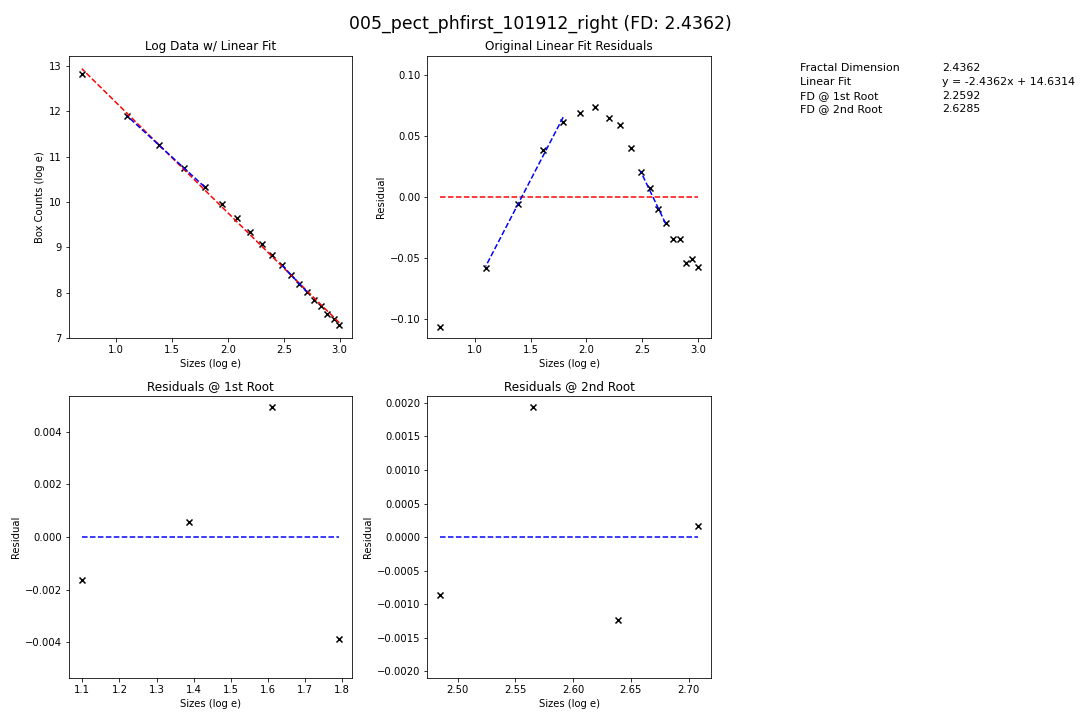 005_pect_phfirst_101912_right (FD: 2.4362)
Log Data w/ Linear Fit
13
12
11
10
9
8
7
Box Counts (log e)
1.0 1.5 2.0 2.5 3.0
Sizes (log e)
Original Linear Fit Residuals
0.10
0.05
0.00
−0.05
−0.10
Residual
1.0 1.5 2.0 2.5 3.0
Sizes (log e)
Fractal Dimension 2.4362
Linear Fit y = -2.4362x + 14.6314
FD @ 1st Root 2.2592
FD @ 2nd Root 2.6285
Residuals @ 1st Root
0.004
0.002
0.000
−0.002
−0.004
Residual
1.1 1.2 1.3 1.4 1.5 1.6 1.7 1.8
Sizes (log e)
Residuals @ 2nd Root
0.0020
0.0015
0.0010
0.0005
0.0000
−0.0005
−0.0010
−0.0015
−0.0020
Residual
2.50 2.55 2.60 2.65 2.70
Sizes (log e)